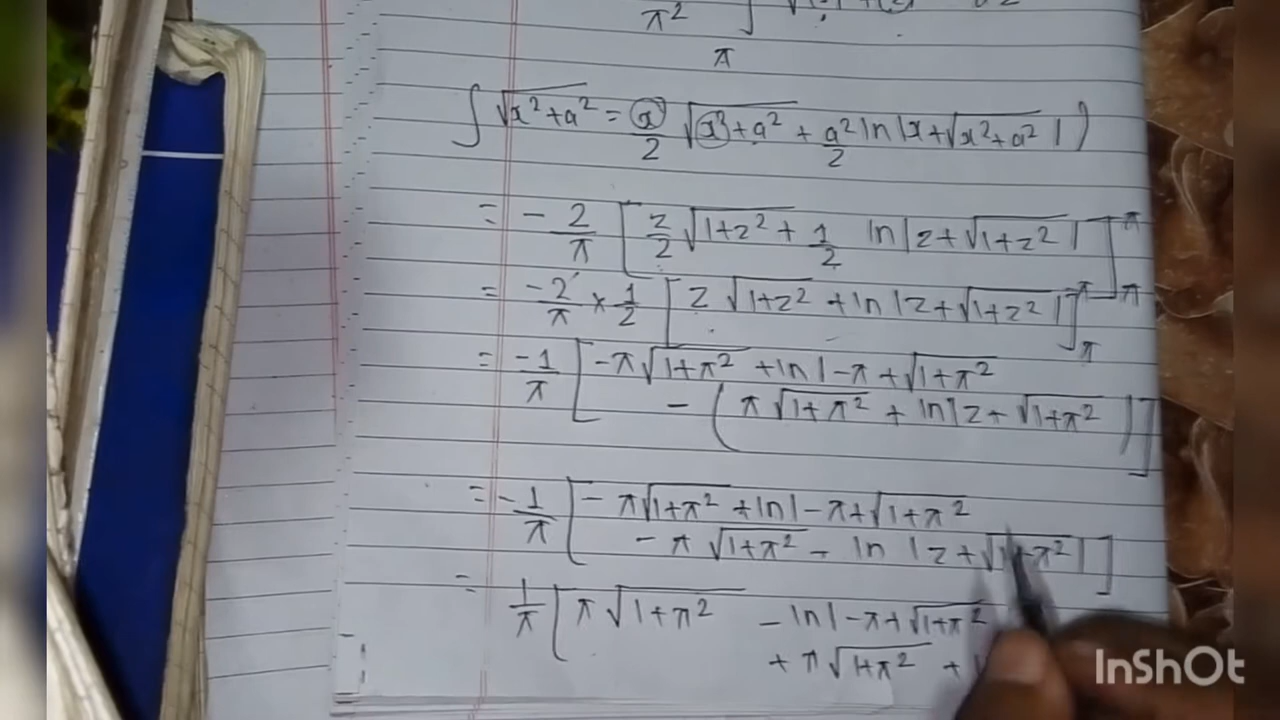 π²
π
∫ √x²+a² = x/2 √x²+a² + a²/2 ln|x+√x²+a² | )
= - 2/π [ z/2 √1+z² + 1/2 ln|z+√1+z² | ]π π
= -2/π × 1/2 [ z √1+z² + ln|z+√1+z² | ]-π π
= -1/π [ -π√1+π² + ln|-π+√1+π²
- ( π√1+π² + ln|z+√1+π² ) ]
= -1/π [ - π√1+π² + ln|-π+√1+π²
- π √1+π² - ln |z+√1+π² | ]
= 1/π [ π√1+π² - ln|-π+√1+π²
+ π√1+π² +
InShOt